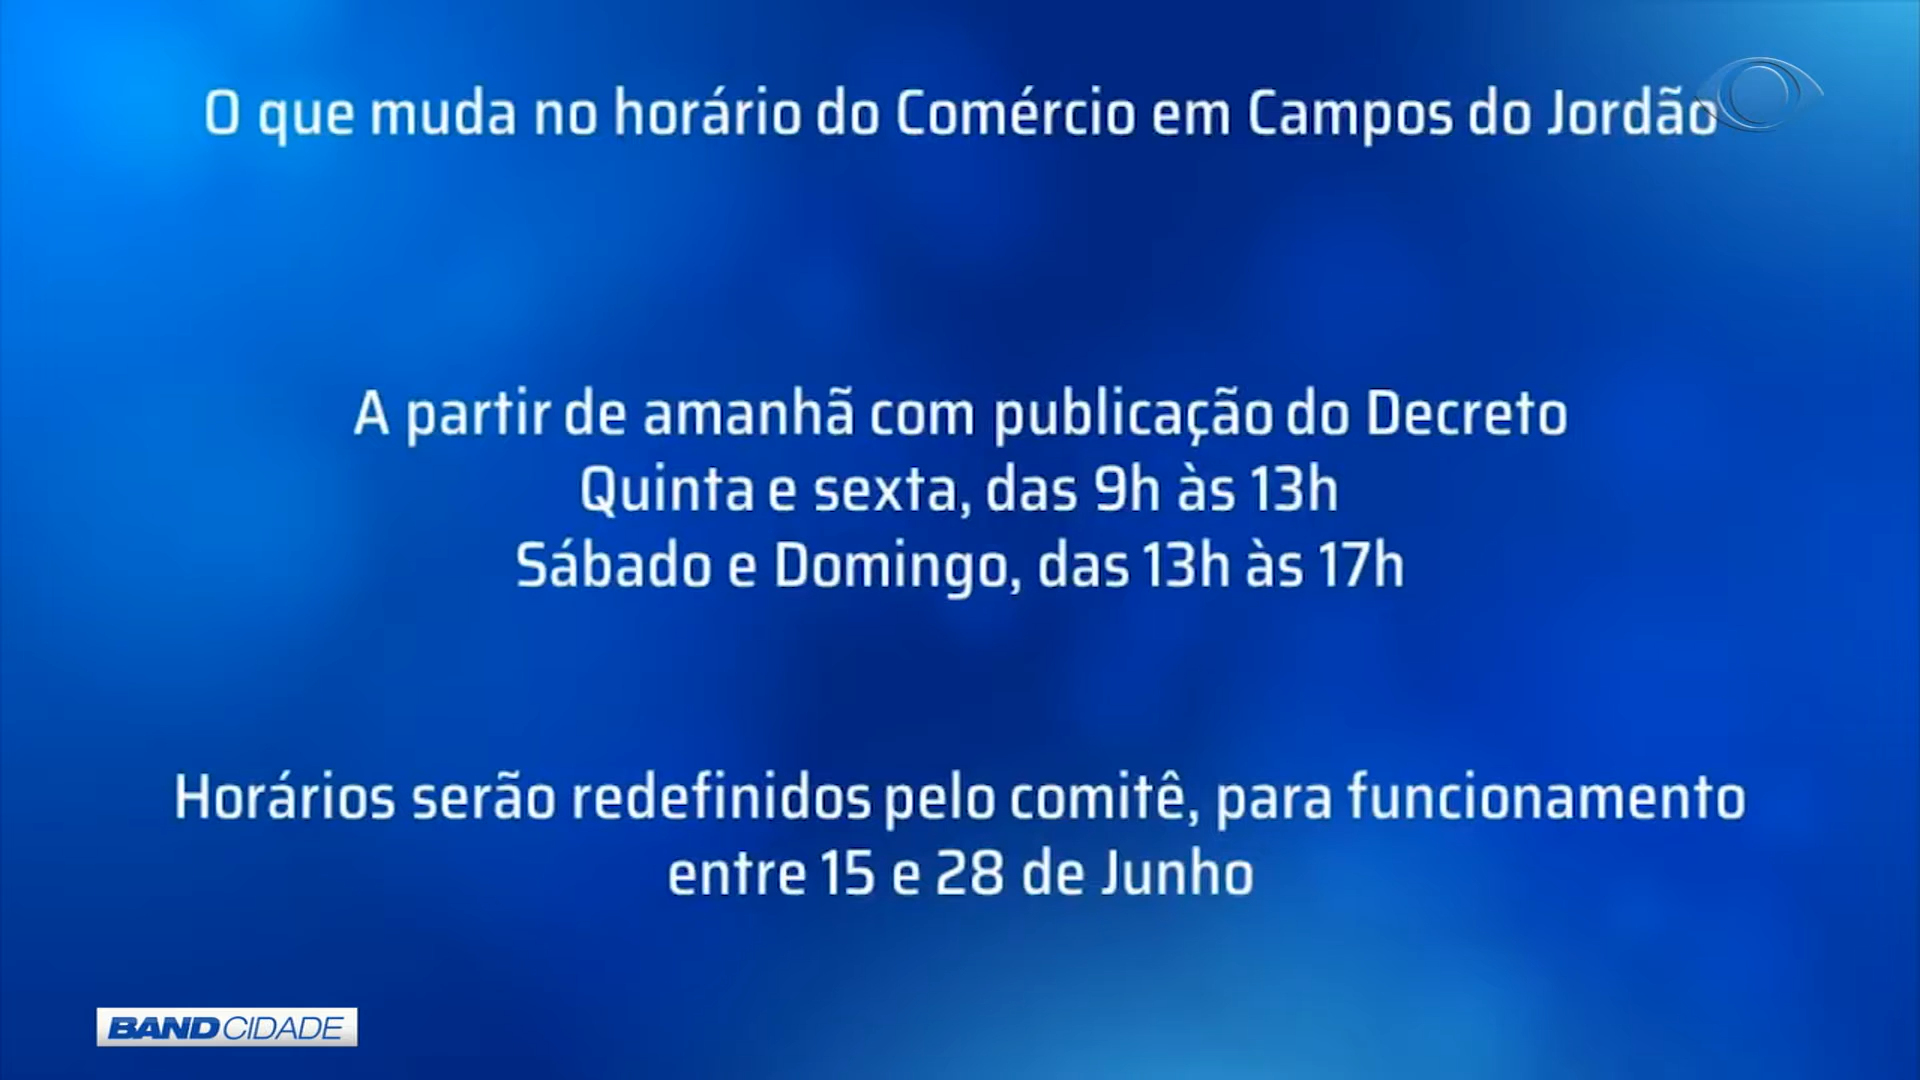 O que muda no horário do Comércio em Campos do Jordão
A partir de amanhã com publicação do Decreto
Quinta e sexta, das 9h às 13h
Sábado e Domingo, das 13h às 17h
Horários serão redefinidos pelo comitê, para funcionamento
entre 15 e 28 de Junho
BAND CIDADE